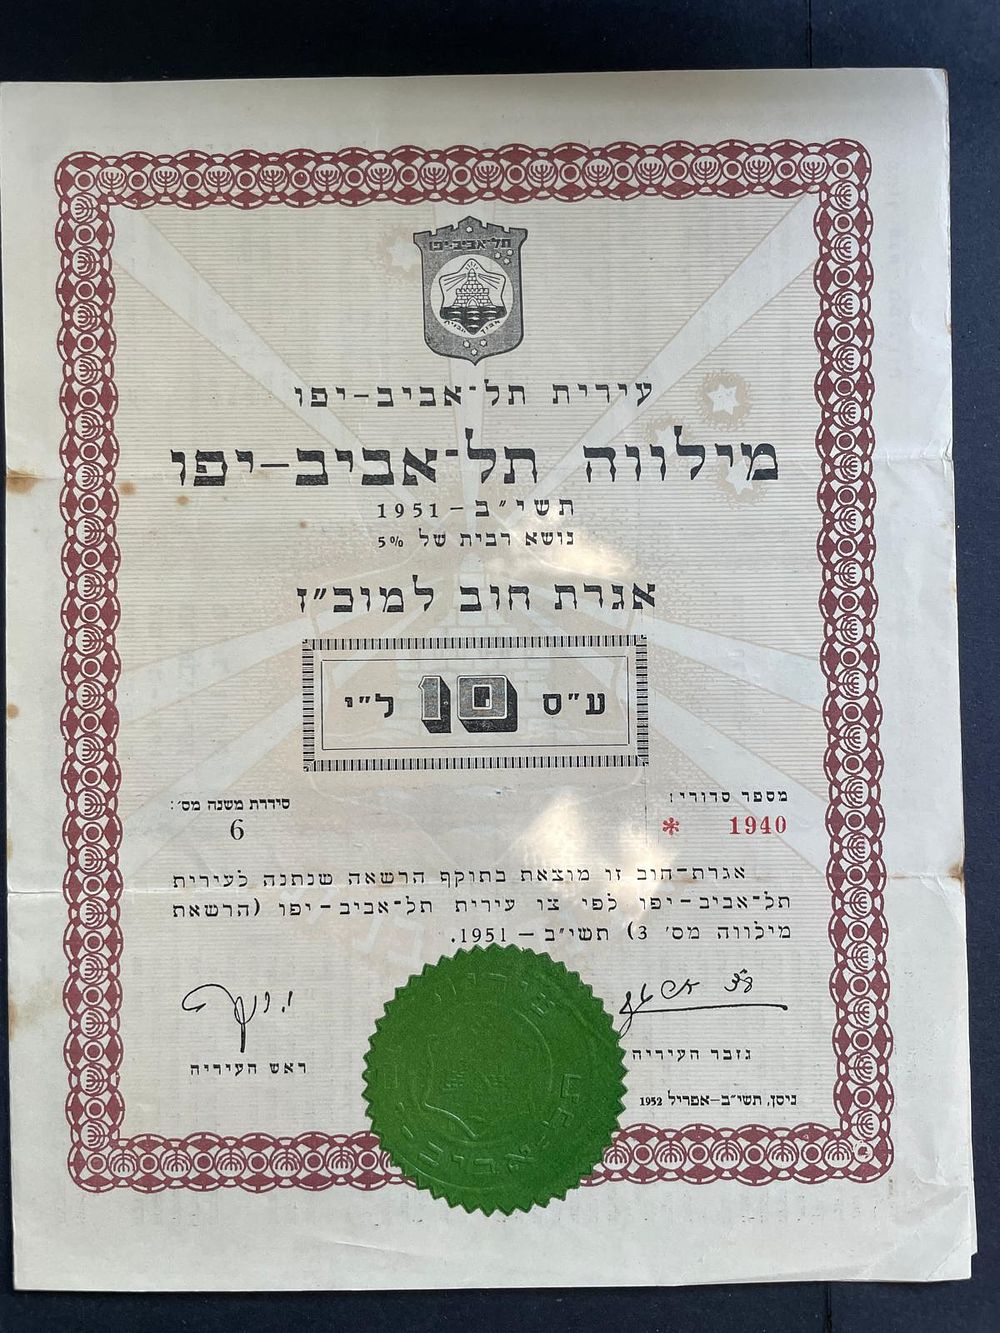 תל־אביב-יפו
עירית תל־אביב-יפו
מילווה תל־אביב-יפו
תשי״ב - 1951
נושא רבית של 5%
אגרת חוב למוכ״ז
ע״ס 10 ל״י
מספר סדורי:
1940 *
סידרת משנה מס׳:
6
אגרת-חוב זו מוצאת בתוקף הרשאה שנתנה לעירית
תל־אביב-יפו לפי צו עירית תל־אביב-יפו (הרשאת
מילווה מס׳ 3) תשי״ב - 1951.
גזבר העיריה
ראש העיריה
ניסן, תשי״ב-אפריל 1952